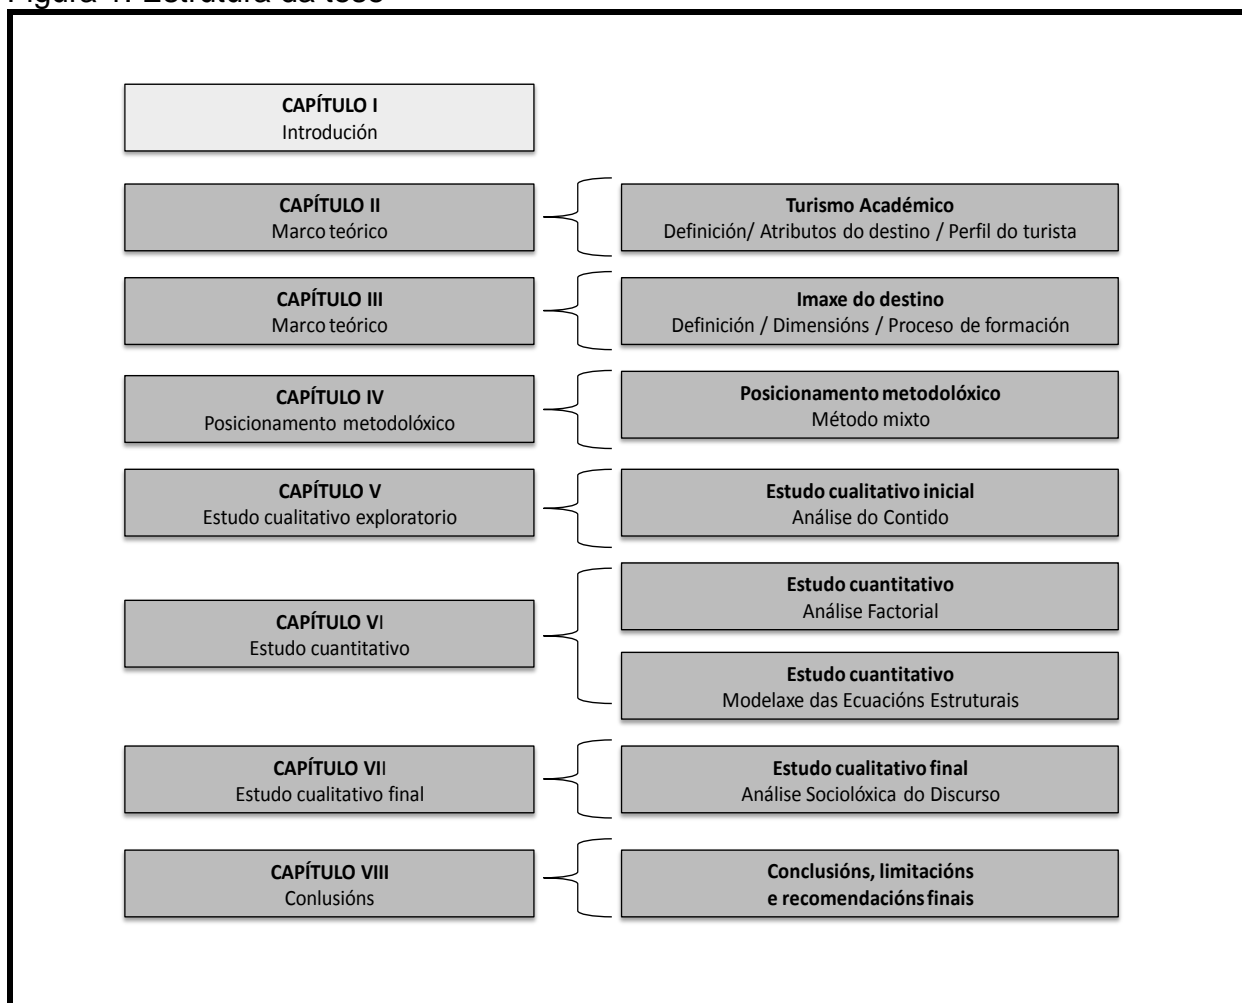 Figura 1. Estrutura da tese
CAPÍTULO I
Introdución
CAPÍTULO II
Marco teórico
Turismo Académico
Definición/ Atributos do destino / Perfil do turista
CAPÍTULO III
Marco teórico
Imaxe do destino
Definición / Dimensións / Proceso de formación
CAPÍTULO IV
Posicionamento metodolóxico
Posicionamento metodolóxico
Método mixto
CAPÍTULO V
Estudo cualitativo exploratorio
Estudo cualitativo inicial
Análise do Contido
CAPÍTULO VI
Estudo cuantitativo
Estudo cuantitativo
Análise Factorial
Estudo cuantitativo
Modelaxe das Ecuacións Estruturais
CAPÍTULO VII
Estudo cualitativo final
Estudo cualitativo final
Análise Sociolóxica do Discurso
CAPÍTULO VIII
Conlusións
Conclusións, limitacións
e recomendacións finais